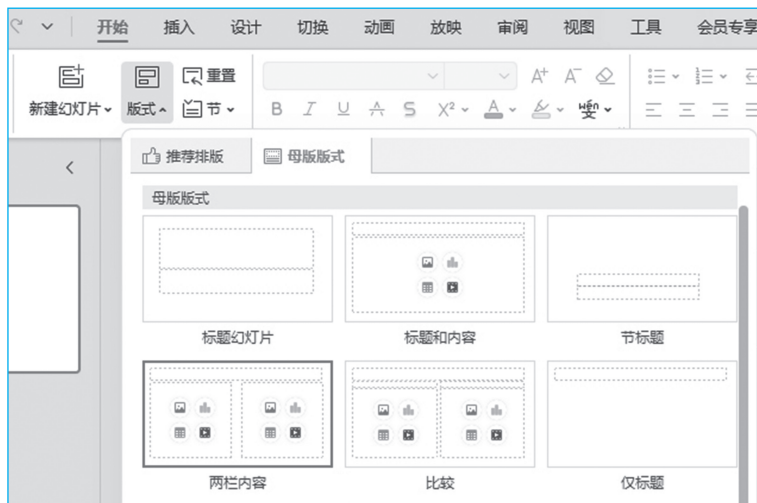 开始 插入 设计 切换 动画 放映 审阅 视图 工具 会员专享
重置
新建幻灯片 版式 节 B I U A S X² A wén 变
推荐排版 母版版式
母版版式
标题幻灯片 标题和内容 节标题
两栏内容 比较 仅标题